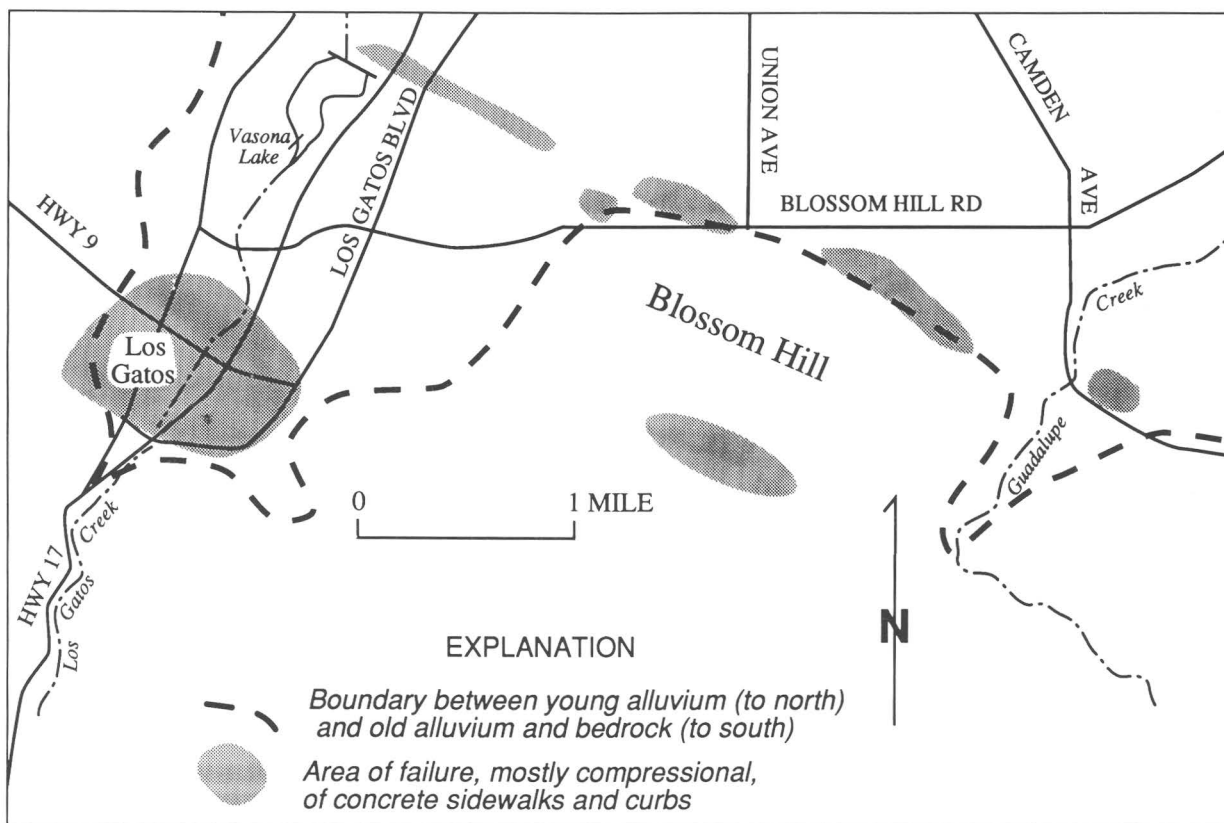 Vasona
Lake
LOS GATOS BLVD
UNION AVE
CAMDEN
AVE
BLOSSOM HILL RD
HWY 9
Los
Gatos
Blossom Hill
Creek
Guadalupe
0 1 MILE
HWY 17
Creek
Gatos
Los
N
EXPLANATION
Boundary between young alluvium (to north)
and old alluvium and bedrock (to south)
Area of failure, mostly compressional,
of concrete sidewalks and curbs